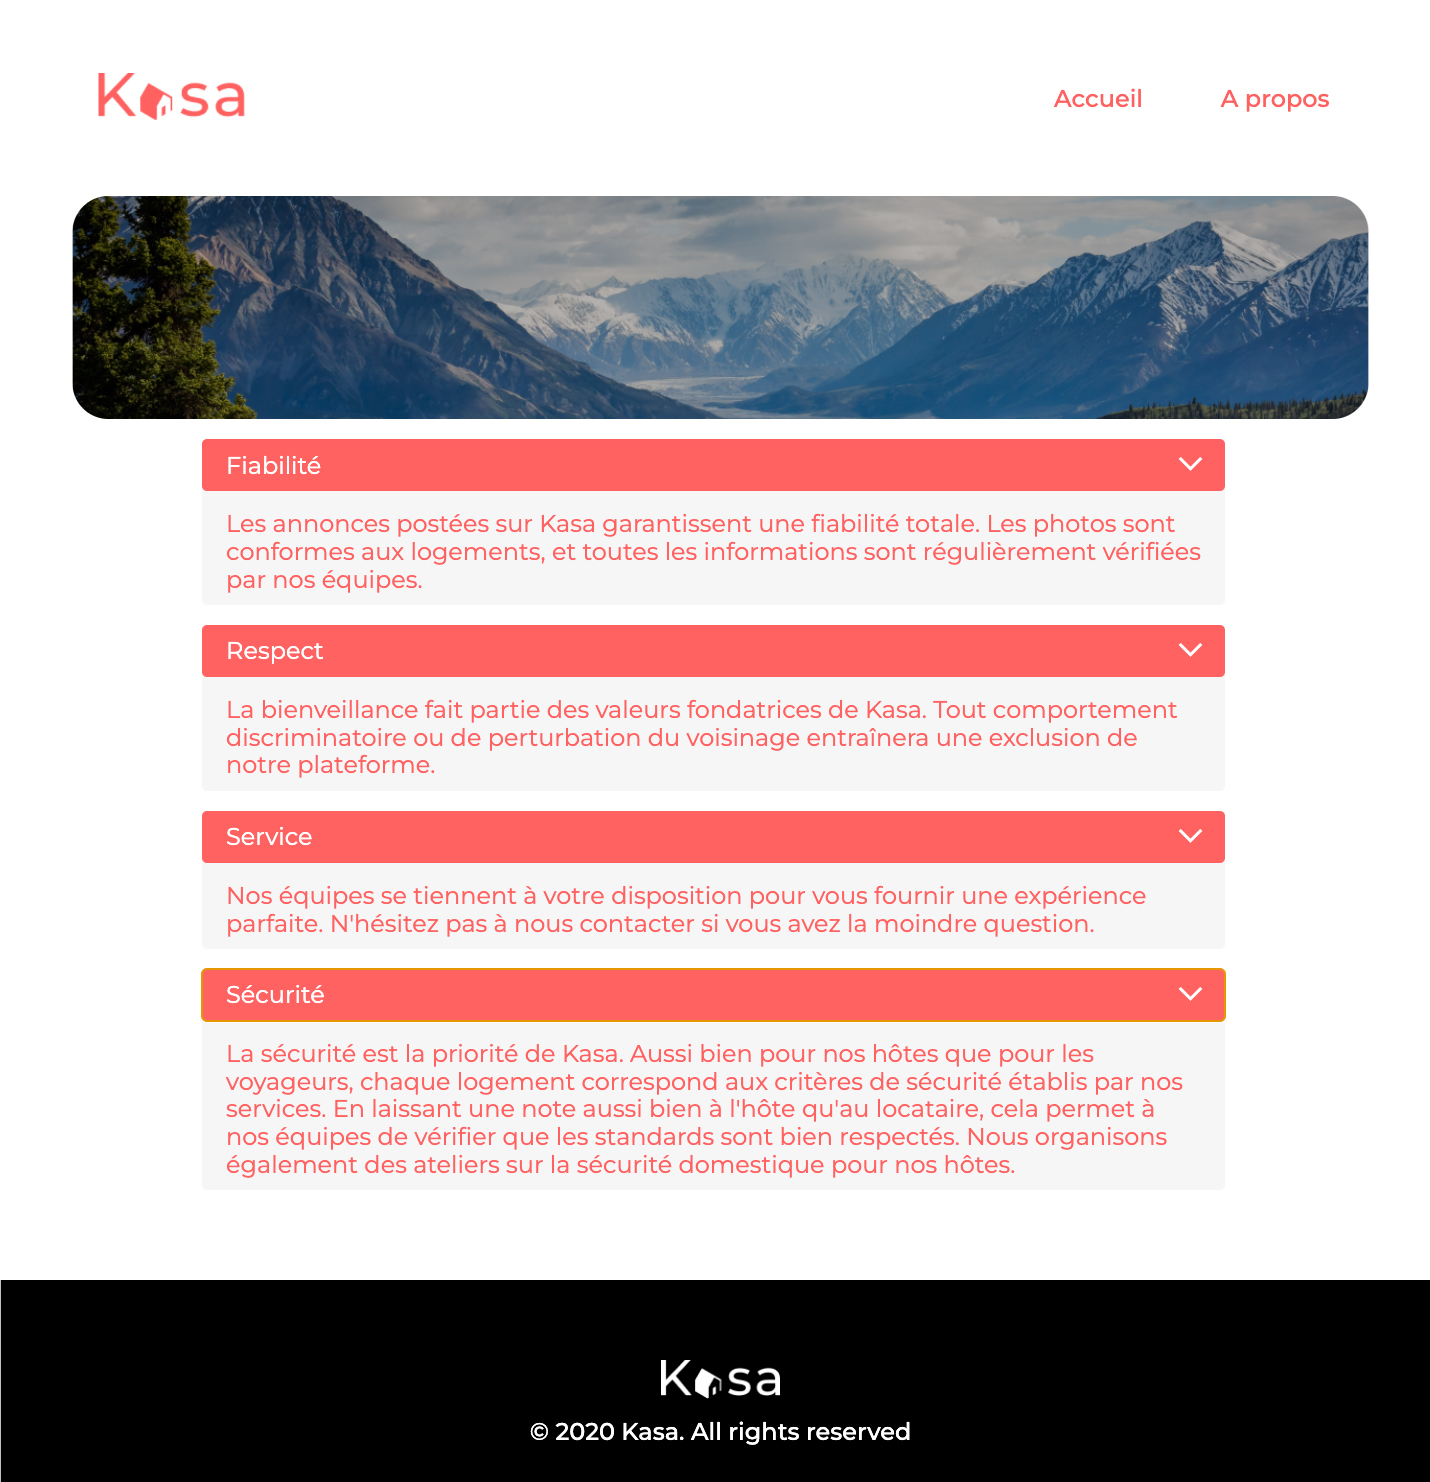 Kasa
Accueil
A propos
Fiabilité
Les annonces postées sur Kasa garantissent une fiabilité totale. Les photos sont
conformes aux logements, et toutes les informations sont régulièrement vérifiées
par nos équipes.
Respect
La bienveillance fait partie des valeurs fondatrices de Kasa. Tout comportement
discriminatoire ou de perturbation du voisinage entraînera une exclusion de
notre plateforme.
Service
Nos équipes se tiennent à votre disposition pour vous fournir une expérience
parfaite. N'hésitez pas à nous contacter si vous avez la moindre question.
Sécurité
La sécurité est la priorité de Kasa. Aussi bien pour nos hôtes que pour les
voyageurs, chaque logement correspond aux critères de sécurité établis par nos
services. En laissant une note aussi bien à l'hôte qu'au locataire, cela permet à
nos équipes de vérifier que les standards sont bien respectés. Nous organisons
également des ateliers sur la sécurité domestique pour nos hôtes.
Kasa
© 2020 Kasa. All rights reserved